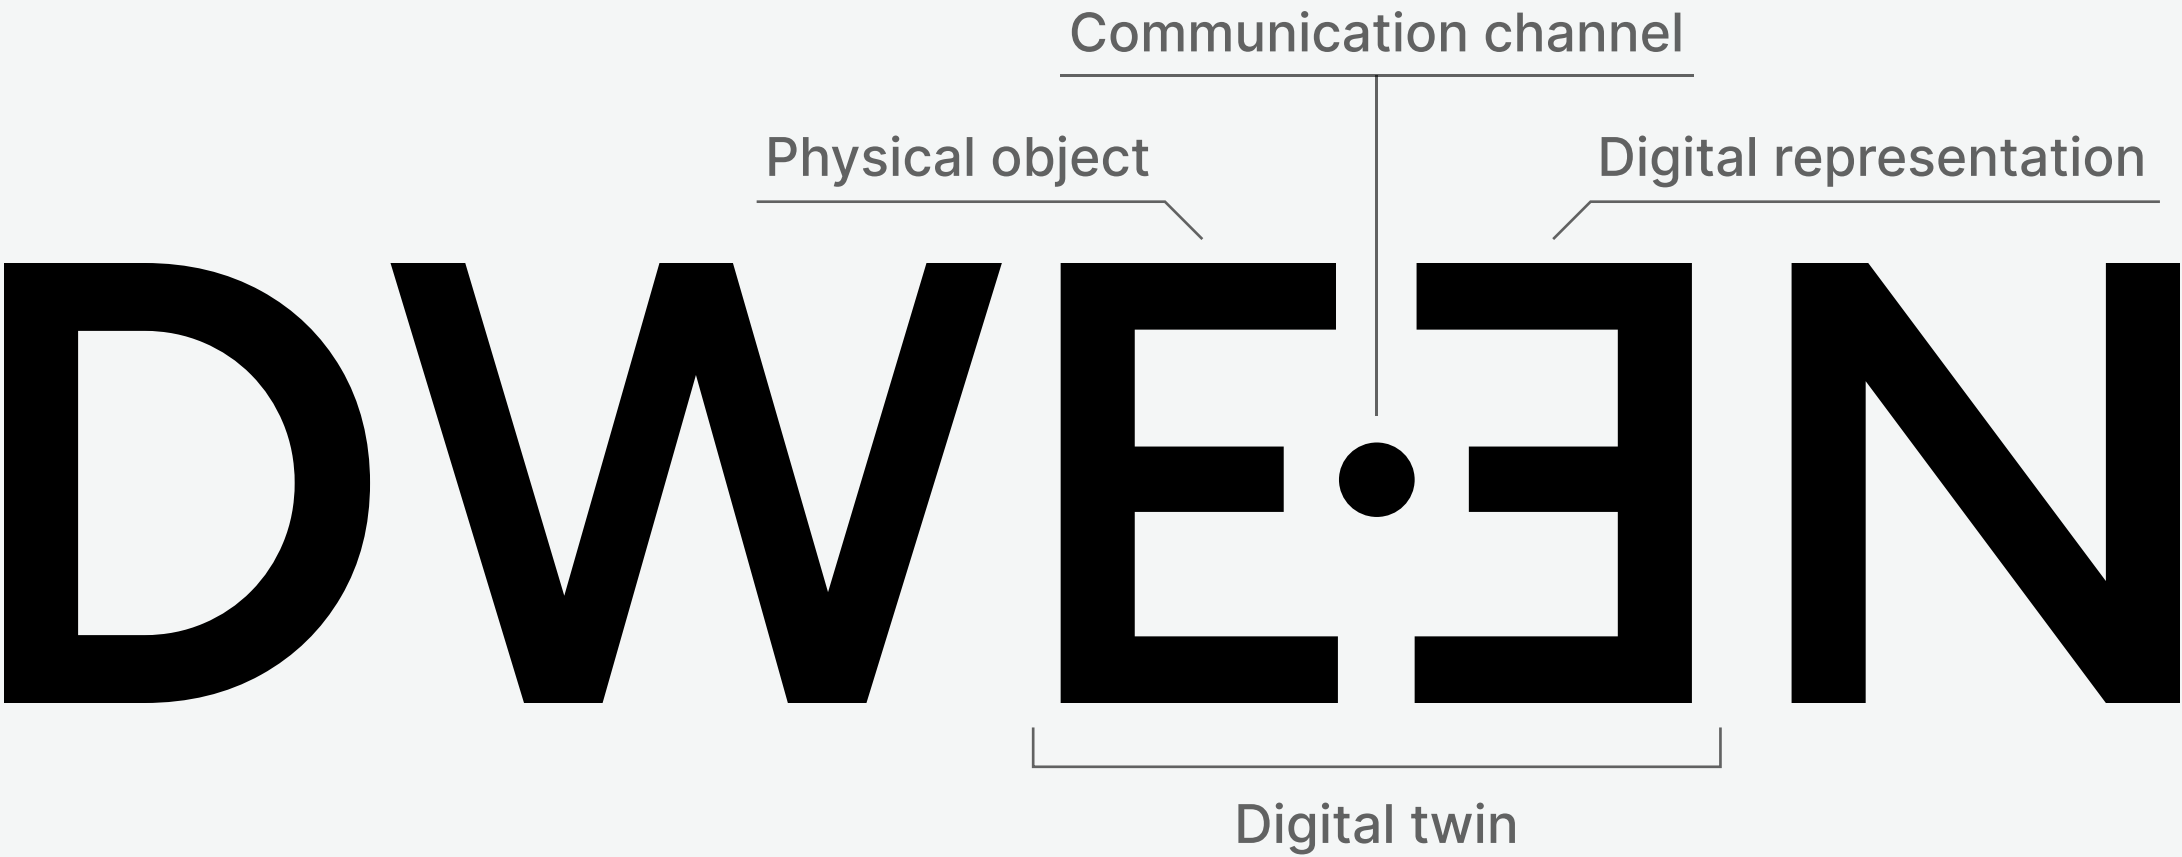 Communication channel
Physical object
Digital representation
DWE·ƎN
Digital twin